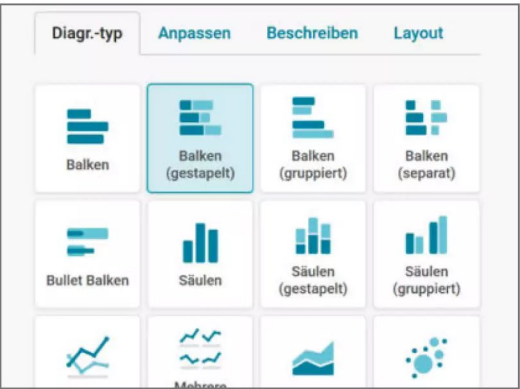 Diagr.-typ Anpassen Beschreiben Layout
Balken
Balken
(gestapelt)
Balken
(gruppiert)
Balken
(separat)
Bullet Balken
Säulen
Säulen
(gestapelt)
Säulen
(gruppiert)
Mehrere